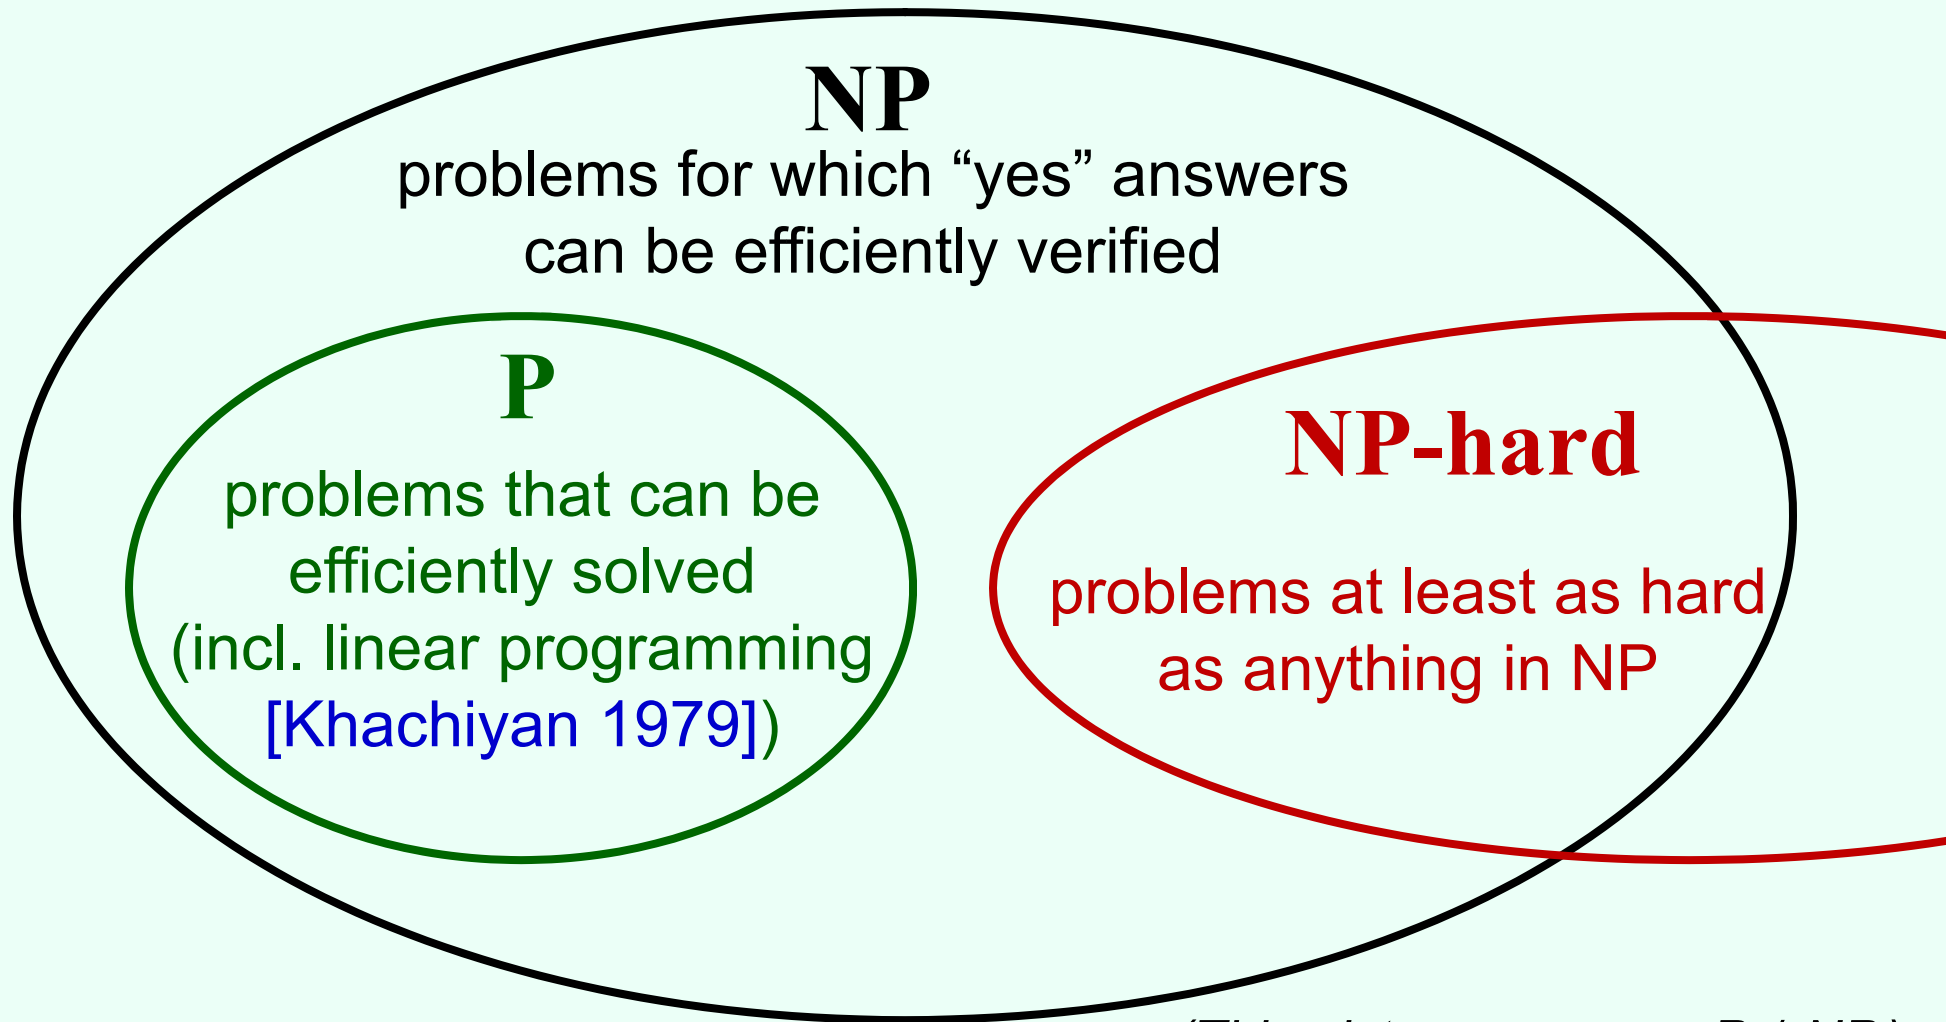 NP
problems for which “yes” answers
can be efficiently verified
P
problems that can be
efficiently solved
(incl. linear programming
[Khachiyan 1979])
NP-hard
problems at least as hard
as anything in NP